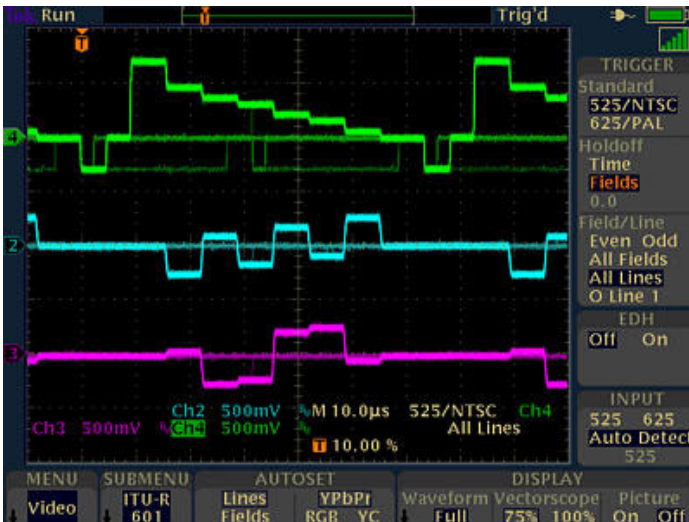 Tek Run Trig'd
T
T
TRIGGER
Standard
525/NTSC
625/PAL
Holdoff
Time
Fields
0.0
Field/Line
Even Odd
All Fields
All Lines
O Line 1
EDH
Off On
INPUT
525 625
Auto Detect
525
4
2
3
Ch2 500mV M 10.0µs 525/NTSC Ch4
Ch3 500mV Ch4 500mV All Lines
T 10.00 %
MENU SUBMENU AUTOSET DISPLAY
Video ITU-R Lines YPbPr Waveform Vectorscope Picture
601 Fields RGB YC Full 75% 100% On Off